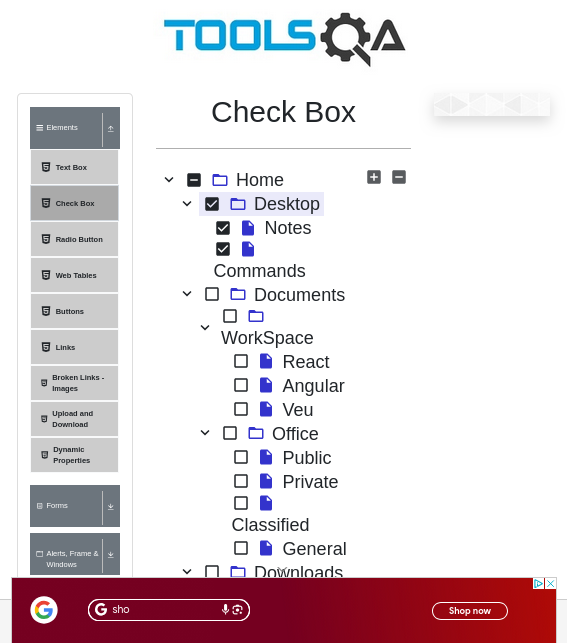 TOOLSQA
Elements
Text Box
Check Box
Radio Button
Web Tables
Buttons
Links
Broken Links -
Images
Upload and
Download
Dynamic
Properties
Forms
Alerts, Frame &
Windows
Check Box
Home
Desktop
Notes
Commands
Documents
WorkSpace
React
Angular
Veu
Office
Public
Private
Classified
General
Downloads
G sho
Shop now